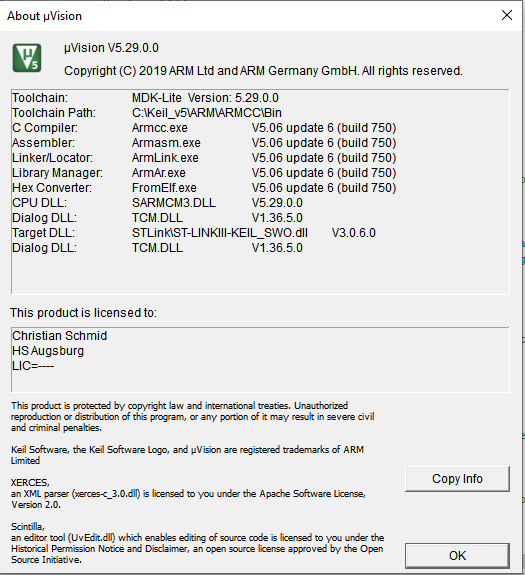 About µVision
µVision V5.29.0.0
Copyright (C) 2019 ARM Ltd and ARM Germany GmbH. All rights reserved.
Toolchain: MDK-Lite Version: 5.29.0.0
Toolchain Path: C:\Keil_v5\ARM\ARMCC\Bin
C Compiler: Armcc.exe V5.06 update 6 (build 750)
Assembler: Armasm.exe V5.06 update 6 (build 750)
Linker/Locator: ArmLink.exe V5.06 update 6 (build 750)
Library Manager: ArmAr.exe V5.06 update 6 (build 750)
Hex Converter: FromElf.exe V5.06 update 6 (build 750)
CPU DLL: SARMCM3.DLL V5.29.0.0
Dialog DLL: TCM.DLL V1.36.5.0
Target DLL: STLink\ST-LINKIII-KEIL_SWO.dll V3.0.6.0
Dialog DLL: TCM.DLL V1.36.5.0
This product is licensed to:
Christian Schmid
HS Augsburg
LIC=----
This product is protected by copyright law and international treaties. Unauthorized
reproduction or distribution of this program, or any portion of it may result in severe civil
and criminal penalties.
Keil Software, the Keil Software Logo, and µVision are registered trademarks of ARM
Limited
XERCES,
an XML parser (xerces-c_3.0.dll) is licensed to you under the Apache Software License,
Version 2.0.
Scintilla,
an editor tool (UvEdit.dll) which enables editing of source code is licensed to you under the
Historical Permission Notice and Disclaimer, an open source license approved by the Open
Source Initiative.
Copy Info
OK